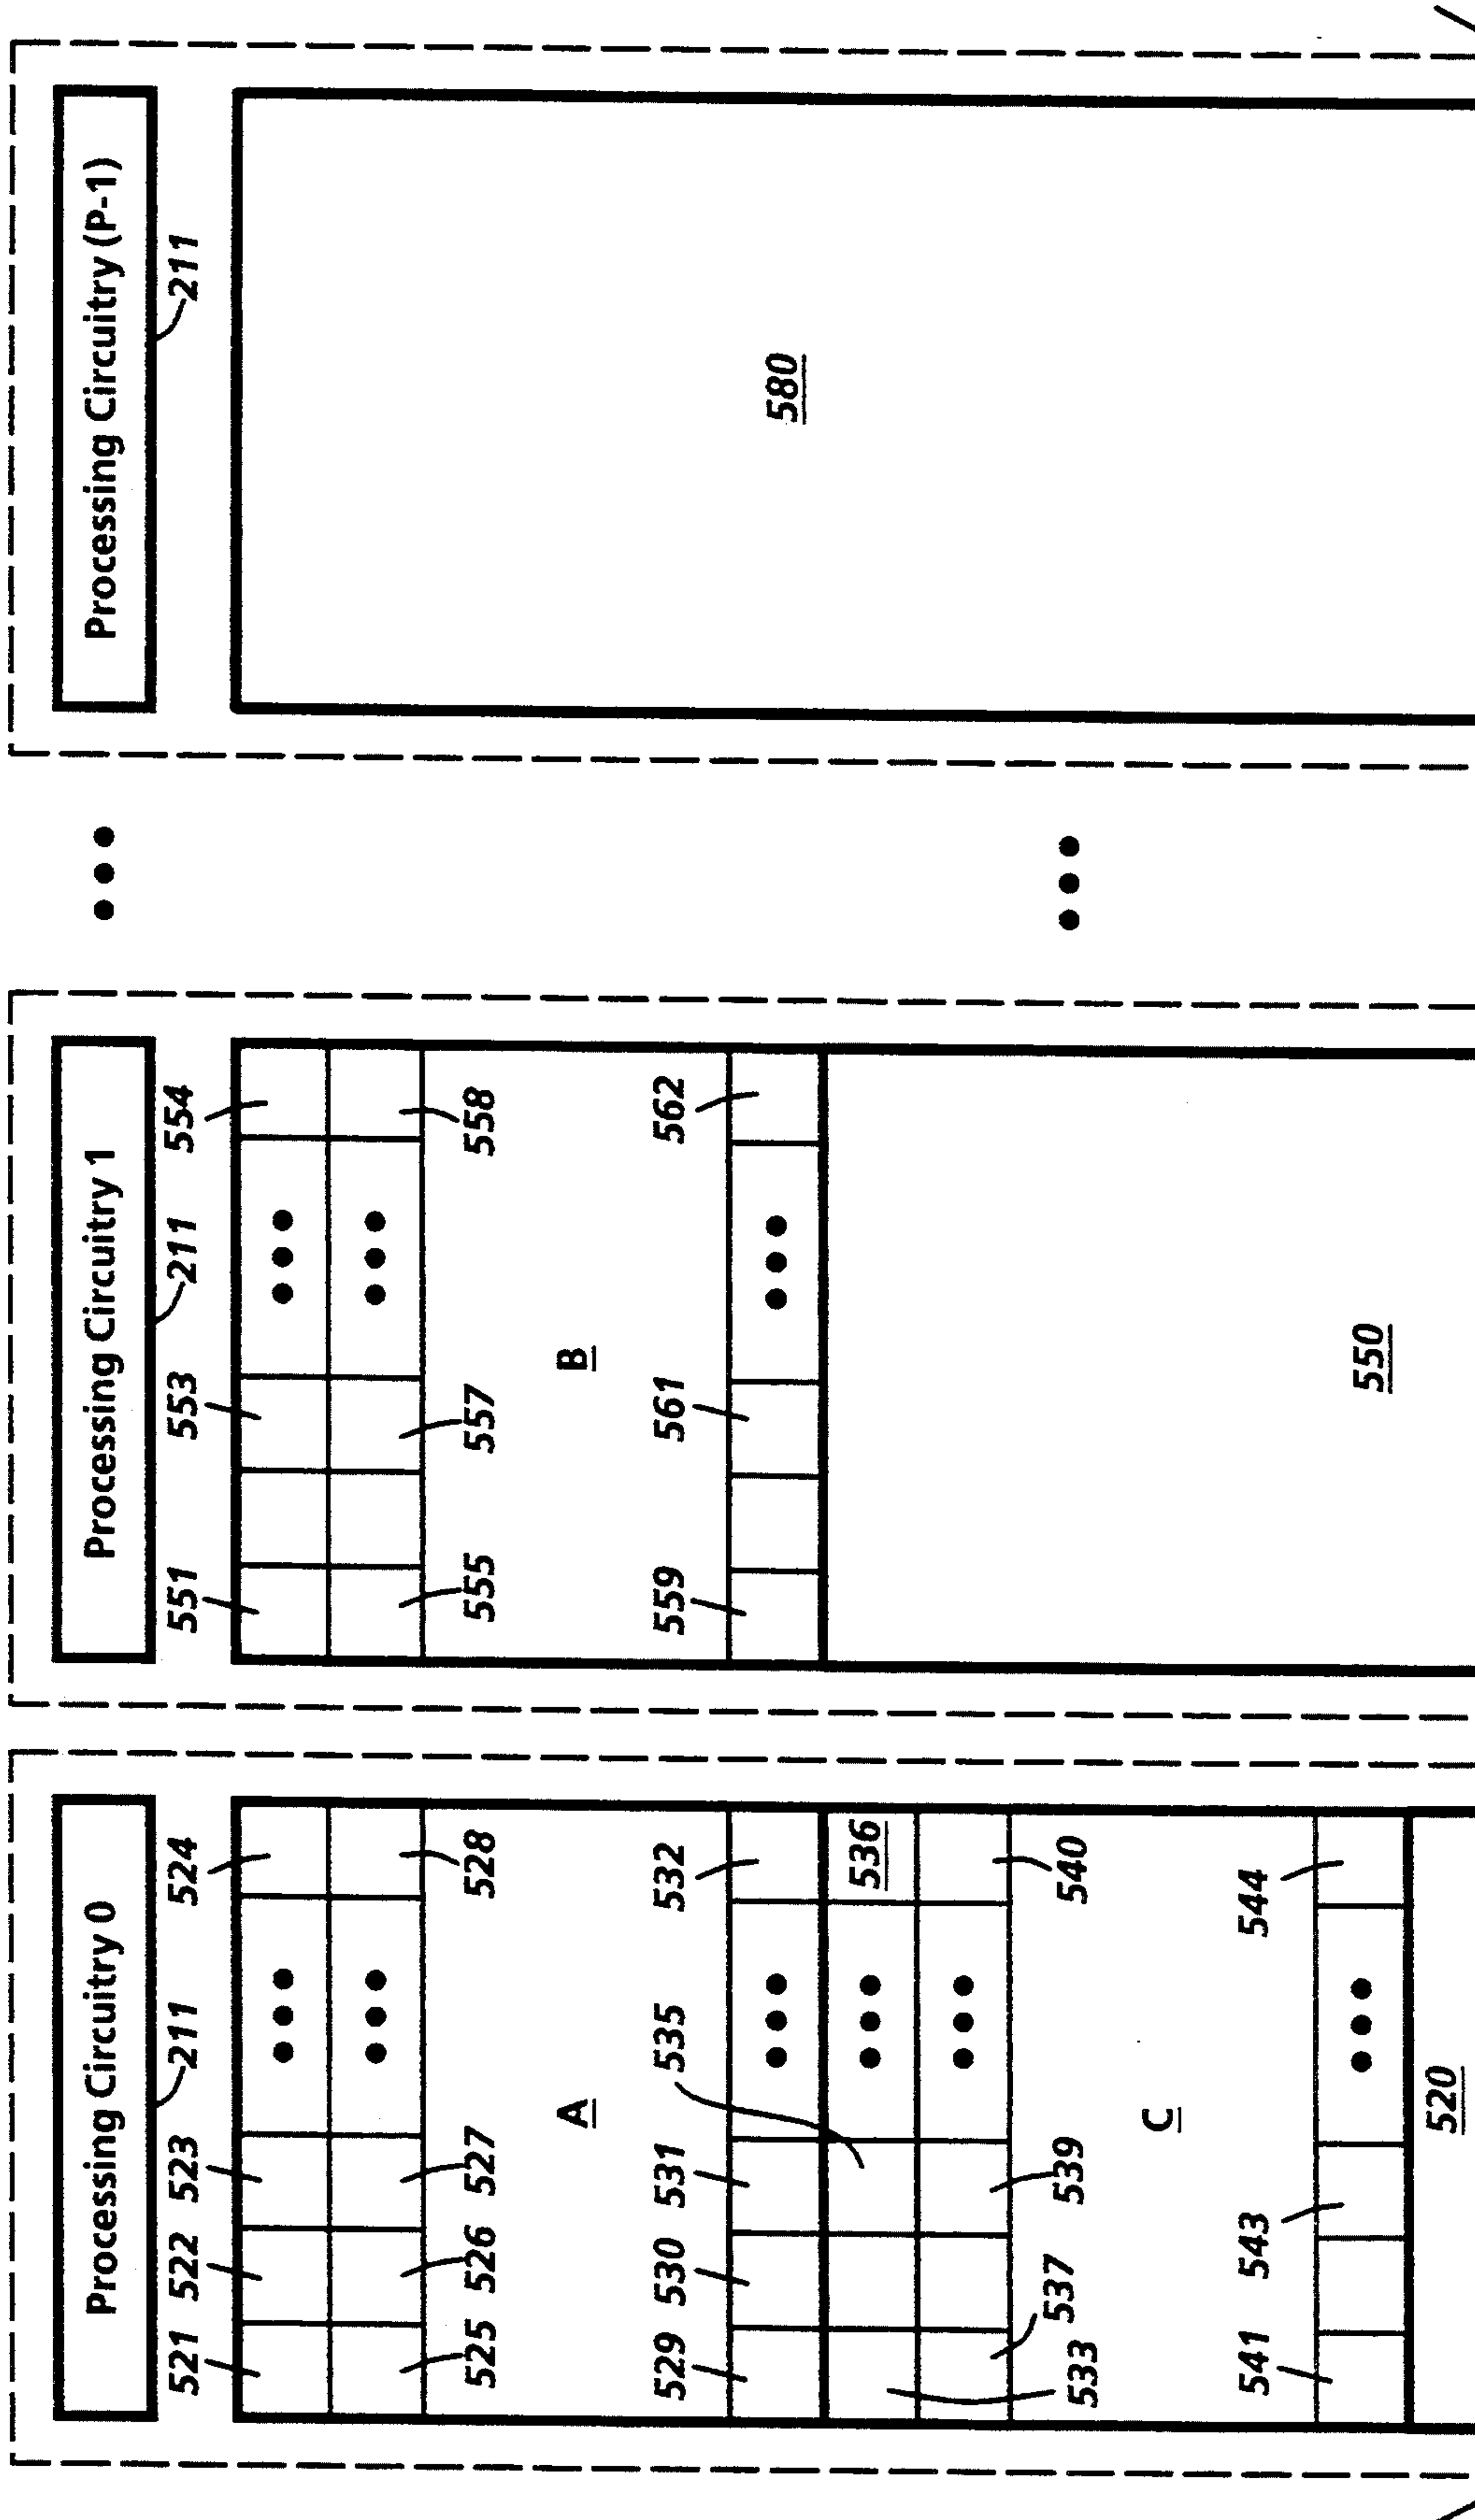 Processing Circuitry 0
211
521 522 523 524
525 526 527 528
A
529 530 531 535 532
536
533 537 539 540
C
541 543 544
520
Processing Circuitry 1
211
551 553 554
555 557 558
B
559 561 562
550
Processing Circuitry (P-1)
211
580